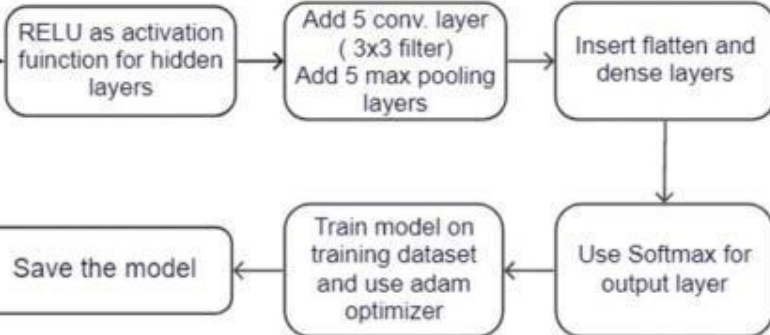 RELU as activation
fuinction for hidden
layers
Add 5 conv. layer
( 3x3 filter)
Add 5 max pooling
layers
Insert flatten and
dense layers
Use Softmax for
output layer
Train model on
training dataset
and use adam
optimizer
Save the model